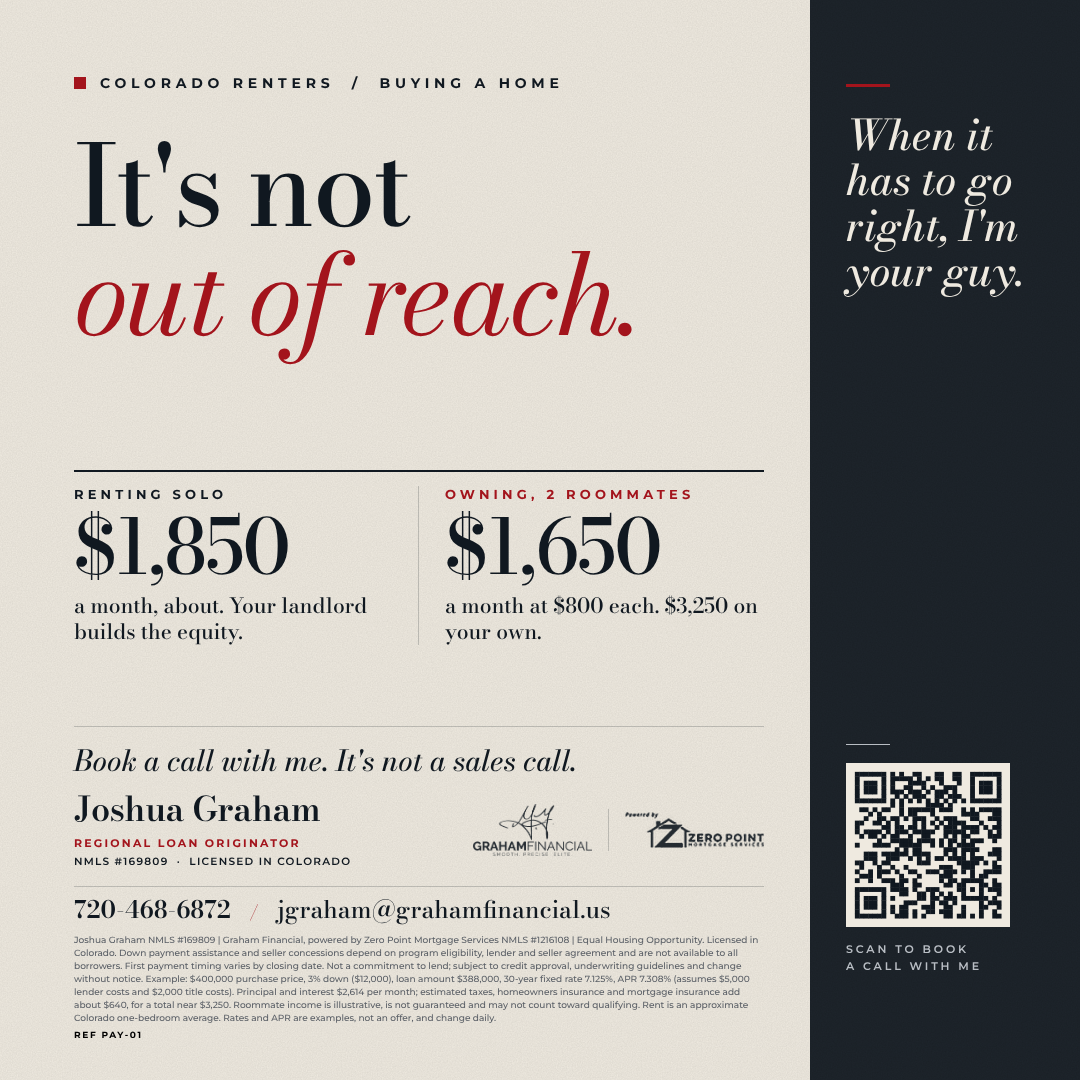 COLORADO RENTERS / BUYING A HOME
It's not
out of reach.
RENTING SOLO
$1,850
a month, about. Your landlord
builds the equity.
OWNING, 2 ROOMMATES
$1,650
a month at $800 each. $3,250 on
your own.
Book a call with me. It's not a sales call.
Joshua Graham
REGIONAL LOAN ORIGINATOR
NMLS #169809 · LICENSED IN COLORADO
GRAHAMFINANCIAL
SMOOTH. PRECISE. ELITE.
Powered by
ZERO POINT
MORTGAGE SERVICES
720-468-6872 / jgraham@grahamfinancial.us
Joshua Graham NMLS #169809 | Graham Financial, powered by Zero Point Mortgage Services NMLS #1216108 | Equal Housing Opportunity. Licensed in
Colorado. Down payment assistance and seller concessions depend on program eligibility, lender and seller agreement and are not available to all
borrowers. First payment timing varies by closing date. Not a commitment to lend; subject to credit approval, underwriting guidelines and change
without notice. Example: $400,000 purchase price, 3% down ($12,000), loan amount $388,000, 30-year fixed rate 7.125%, APR 7.308% (assumes $5,000
lender costs and $2,000 title costs). Principal and interest $2,614 per month; estimated taxes, homeowners insurance and mortgage insurance add
about $640, for a total near $3,250. Roommate income is illustrative, is not guaranteed and may not count toward qualifying. Rent is an approximate
Colorado one-bedroom average. Rates and APR are examples, not an offer, and change daily.
REF PAY-01
When it
has to go
right, I'm
your guy.
SCAN TO BOOK
A CALL WITH ME